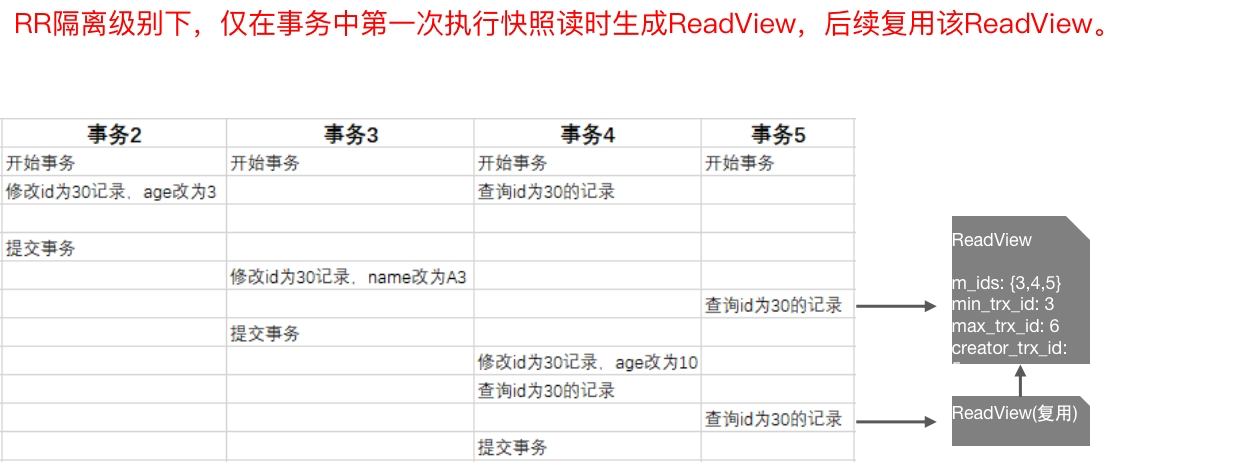 RR隔离级别下，仅在事务中第一次执行快照读时生成ReadView，后续复用该ReadView。
事务2 事务3 事务4 事务5
开始事务 开始事务 开始事务 开始事务
修改id为30记录，age改为3 查询id为30的记录
提交事务
修改id为30记录，name改为A3
查询id为30的记录
提交事务
修改id为30记录，age改为10
查询id为30的记录
查询id为30的记录
提交事务
ReadView
m_ids: {3,4,5}
min_trx_id: 3
max_trx_id: 6
creator_trx_id:
ReadView(复用)